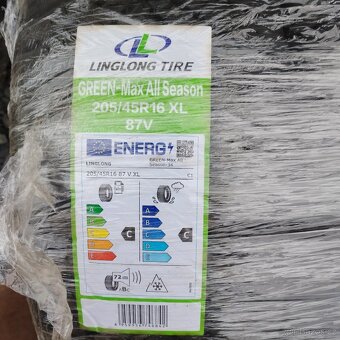 LINGLONG TIRE
GREEN-Max All Season
205/45R16 XL
87V
ENERG
LINGLONG
GREEN-Max All
205/45R16 87 V XL
C1
A
B
C
D
E
C
A
B
C
D
E
C
72 dB